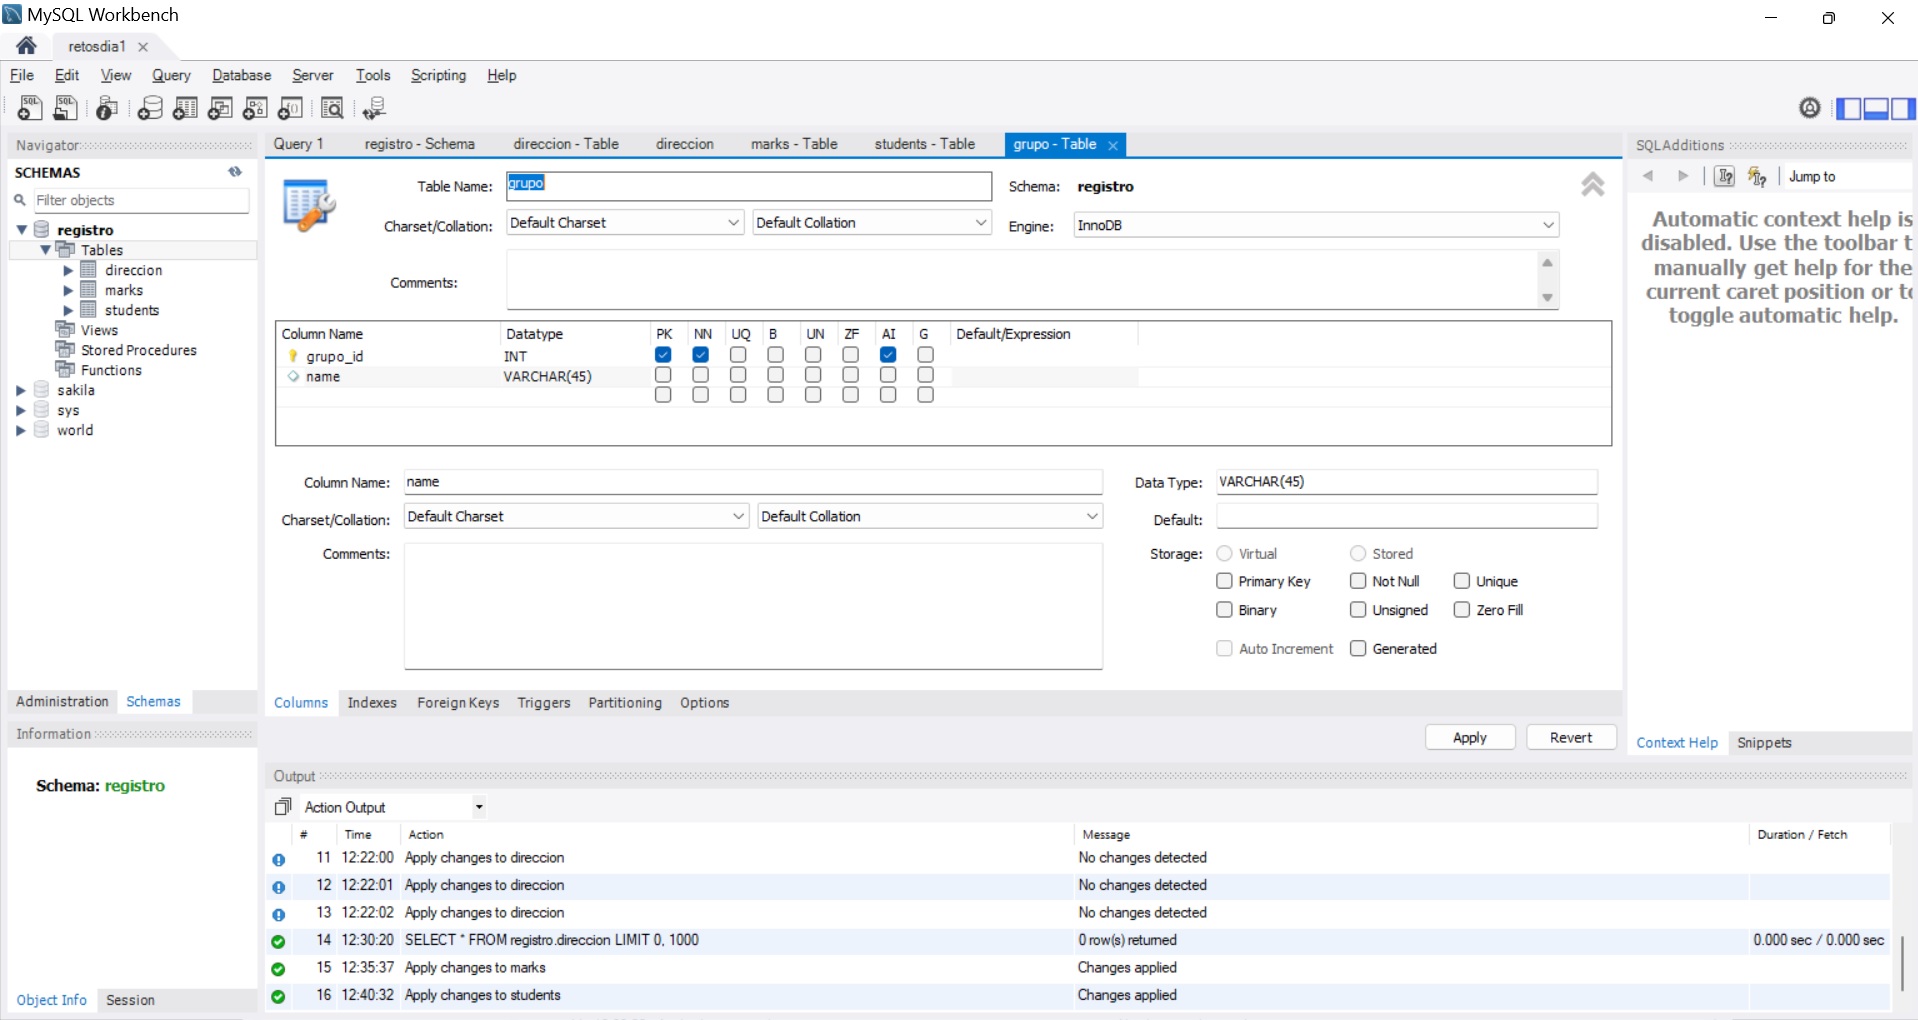 MySQL Workbench
retosdia1
File Edit View Query Database Server Tools Scripting Help
Navigator
SCHEMAS
Filter objects
registro
Tables
direccion
marks
students
Views
Stored Procedures
Functions
sakila
sys
world
Administration Schemas
Information
Schema: registro
Object Info Session
Query 1 registro - Schema direccion - Table direccion marks - Table students - Table grupo - Table
Table Name: grupo Schema: registro
Charset/Collation: Default Charset Default Collation Engine: InnoDB
Comments:
Column Name Datatype PK NN UQ B UN ZF AI G Default/Expression
grupo_id INT
name VARCHAR(45)
Column Name: name Data Type: VARCHAR(45)
Charset/Collation: Default Charset Default Collation Default:
Comments: Storage: Virtual Stored
Primary Key Not Null Unique
Binary Unsigned Zero Fill
Auto Increment Generated
Columns Indexes Foreign Keys Triggers Partitioning Options
Apply Revert
SQLAdditions
Jump to
Automatic context help is
disabled. Use the toolbar t
manually get help for the
current caret position or to
toggle automatic help.
Context Help Snippets
Output
Action Output
# Time Action Message Duration / Fetch
11 12:22:00 Apply changes to direccion No changes detected
12 12:22:01 Apply changes to direccion No changes detected
13 12:22:02 Apply changes to direccion No changes detected
14 12:30:20 SELECT * FROM registro.direccion LIMIT 0, 1000 0 row(s) returned 0.000 sec / 0.000 sec
15 12:35:37 Apply changes to marks Changes applied
16 12:40:32 Apply changes to students Changes applied